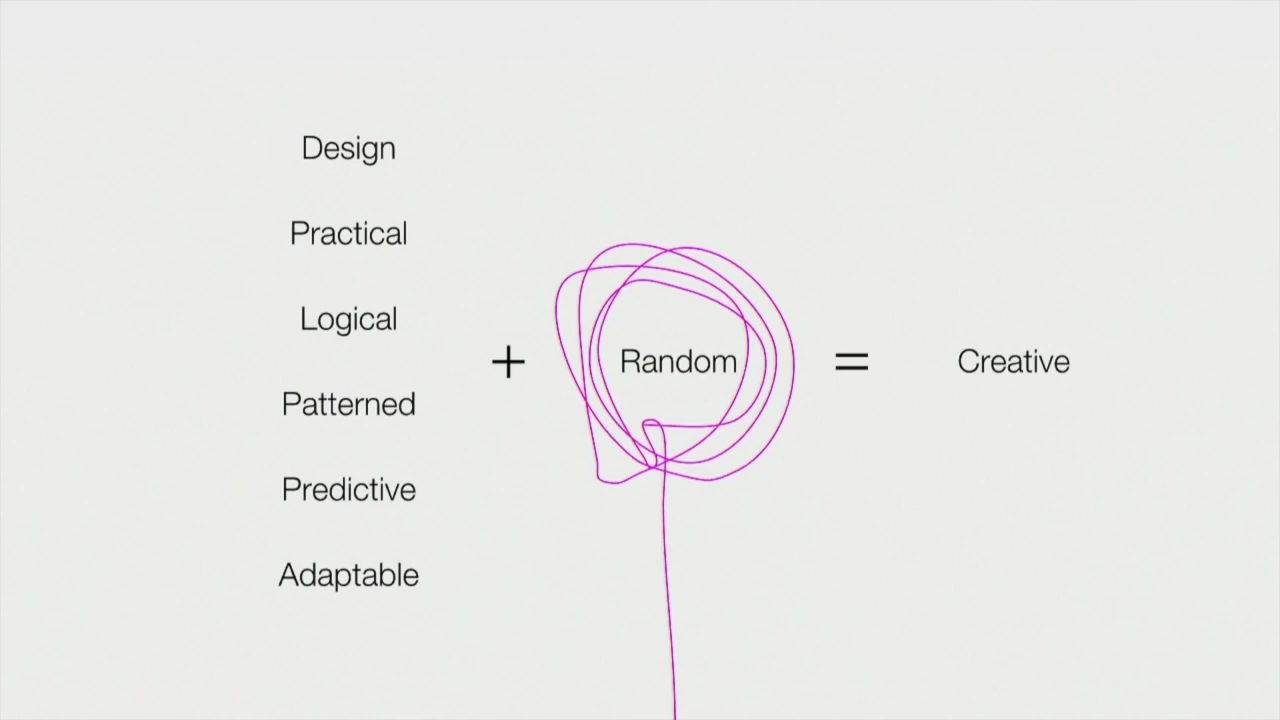 Design
Practical
Logical
Patterned
Predictive
Adaptable
+
Random
=
Creative